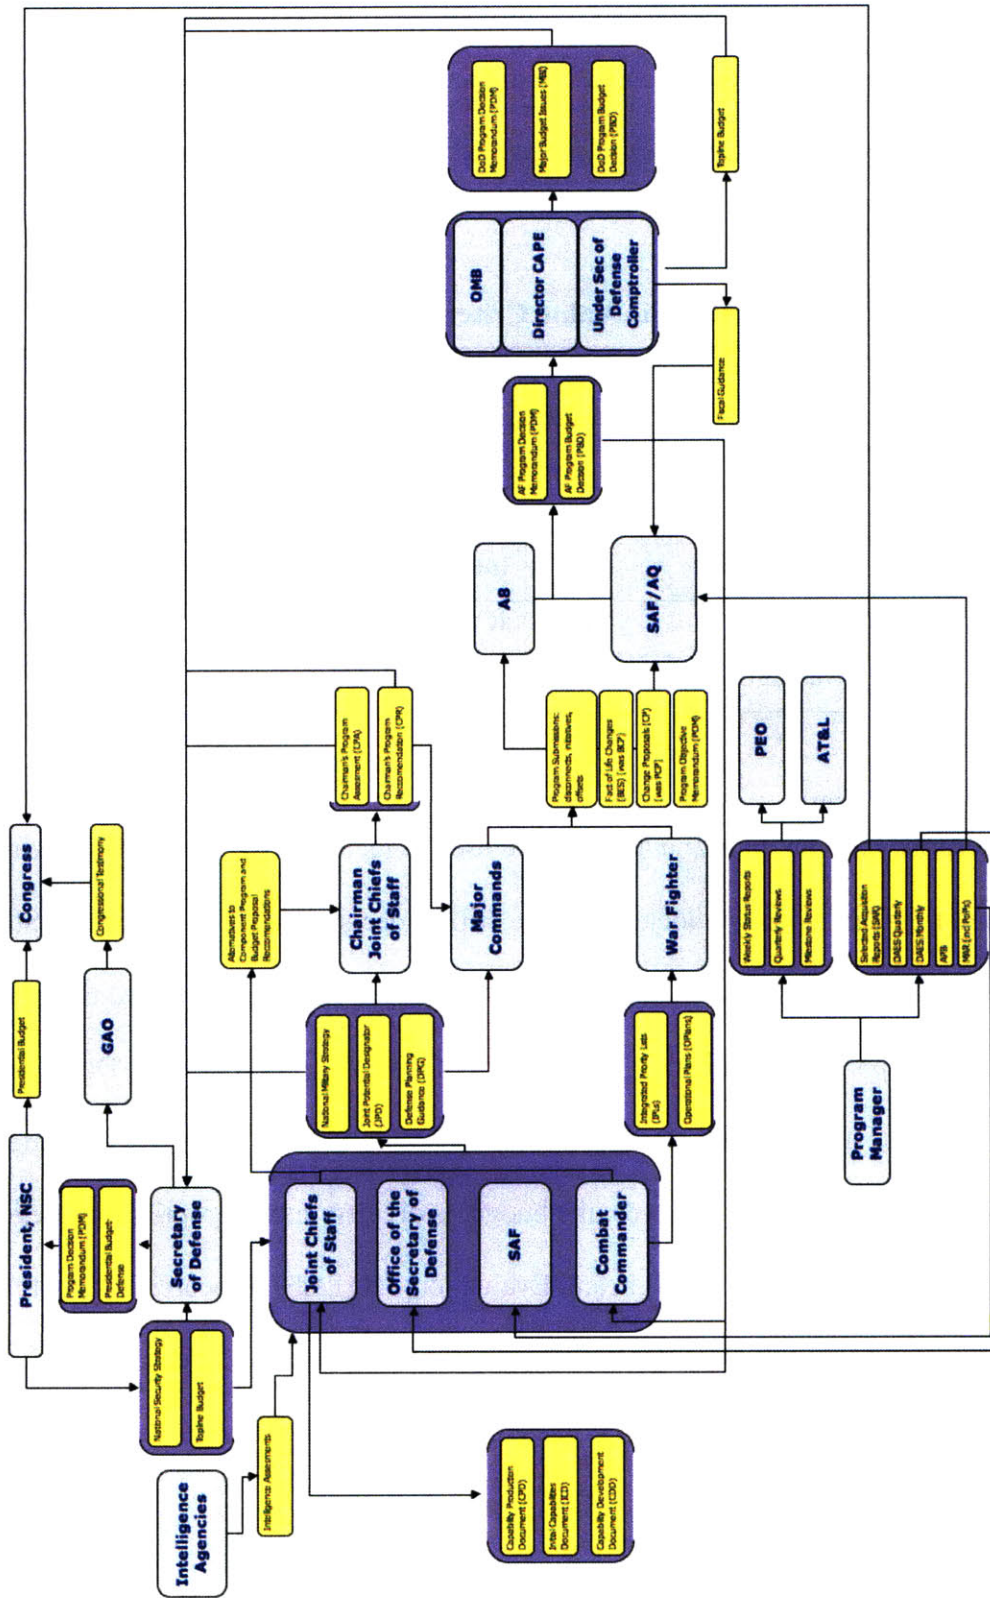 Intelligence
Agencies
Intelligence Assesments
President, NSC
National Security Strategy
Topline Budget
Program Decision
Memorandum (PDM)
Presidential Budget-
Defense
Secretary
of Defense
Presidential Budget
GAO
Congressional Testimony
Congress
Joint Chiefs
of Staff
Office of the
Secretary of
Defense
SAF
Combat
Commander
Capability Production
Document (CPD)
Intial Capabilites
Document (ICD)
Capability Development
Document (CDD)
National Military Strategy
Joint Potential Designator
(JPD)
Defense Planning
Guidance (DPG)
Alternatives to
Component Program and
Budget Proposal
Reccomendations
Chairman
Joint Chiefs
of Staff
Chairman's Program
Assesment (CPA)
Chairman's Program
Reccomendation (CPR)
Major
Commands
Integrated Priority Lists
(IPLs)
Operational Plans (OPlans)
War Fighter
Program Submissions:
disconnects, initiatives,
offsets
Fact of Life Changes
(BES) (was BCP)
Change Proposals (CP)
(was PCP)
Program Objective
Memorandum (POM)
A8
SAF/AQ
AF Program Decision
Memorandum (PDM)
AF Program Budget
Decision (PBD)
OMB
Director CAPE
Under Sec of
Defense
Comptroller
DoD Program Decision
Memorandum (PDM)
Major Budget Issues (MBI)
DoD Program Budget
Decision (PBD)
Fiscal Guidance
Topline Budget
Program
Manager
Weekly Status Reports
Quarterly Reviews
Milestone Reviews
PEO
AT&L
Selected Acquisition
Reports (SAR)
DAES-Quarterly
DAES-Monthly
APB
MAR (incl PoPs)